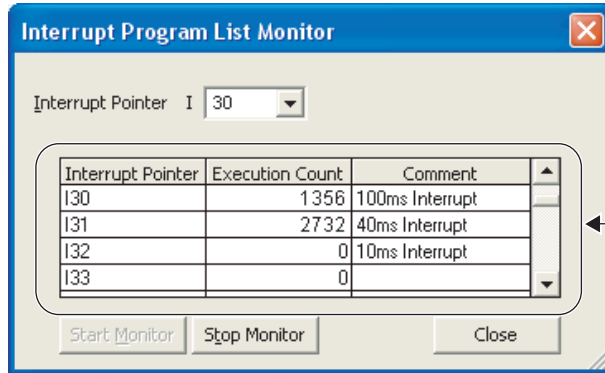 Interrupt Program List Monitor
Interrupt Pointer I 30
Interrupt Pointer Execution Count Comment
I30 1356 100ms Interrupt
I31 2732 40ms Interrupt
I32 0 10ms Interrupt
I33 0
Start Monitor Stop Monitor Close